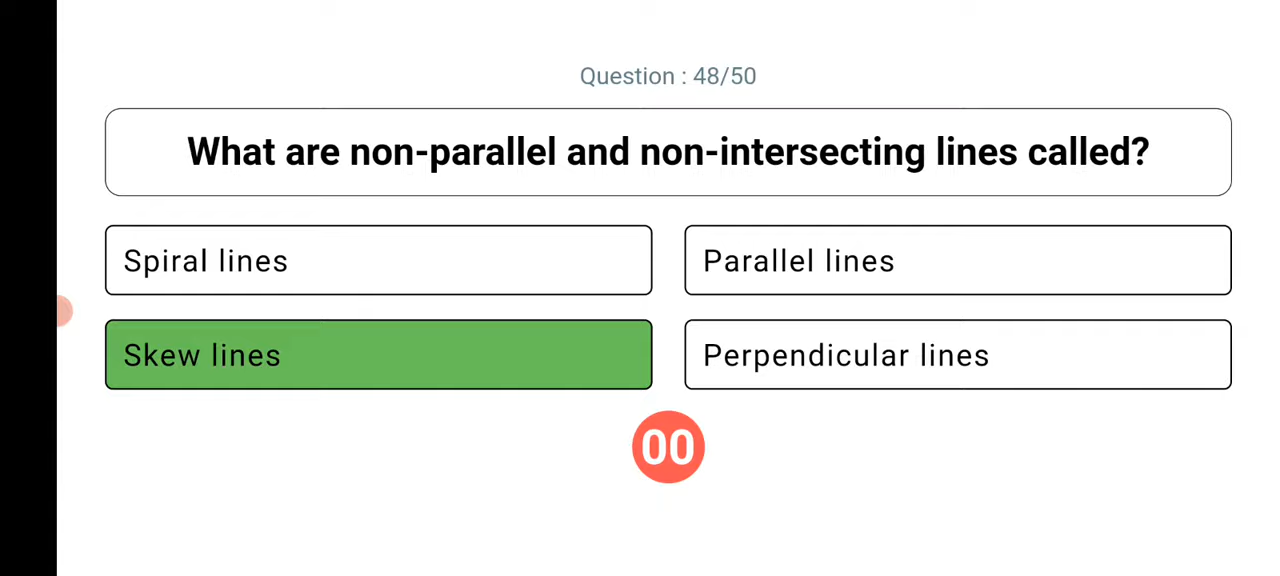 Question : 48/50
What are non-parallel and non-intersecting lines called?
Spiral lines
Parallel lines
Skew lines
Perpendicular lines
00